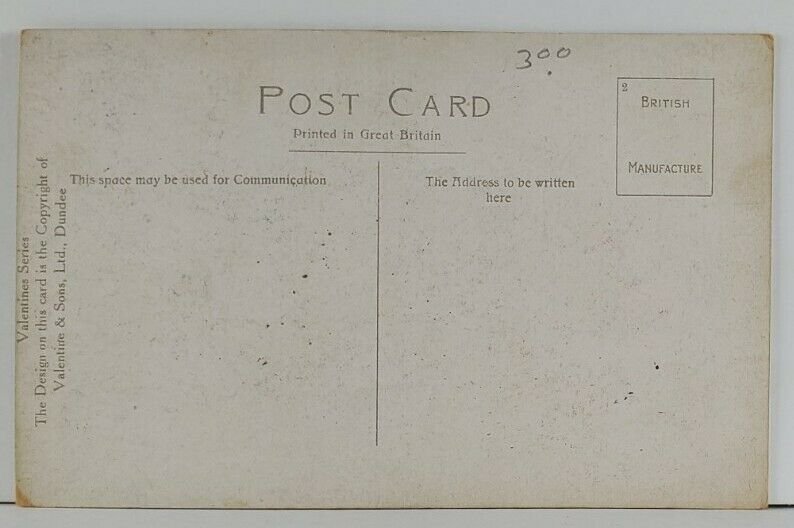 3.00
POST CARD
Printed in Great Britain
2
BRITISH
MANUFACTURE
This space may be used for Communication
The Address to be written
here
Valentines Series
The Design on this card is the Copyright of
Valentine & Sons, Ltd., Dundee